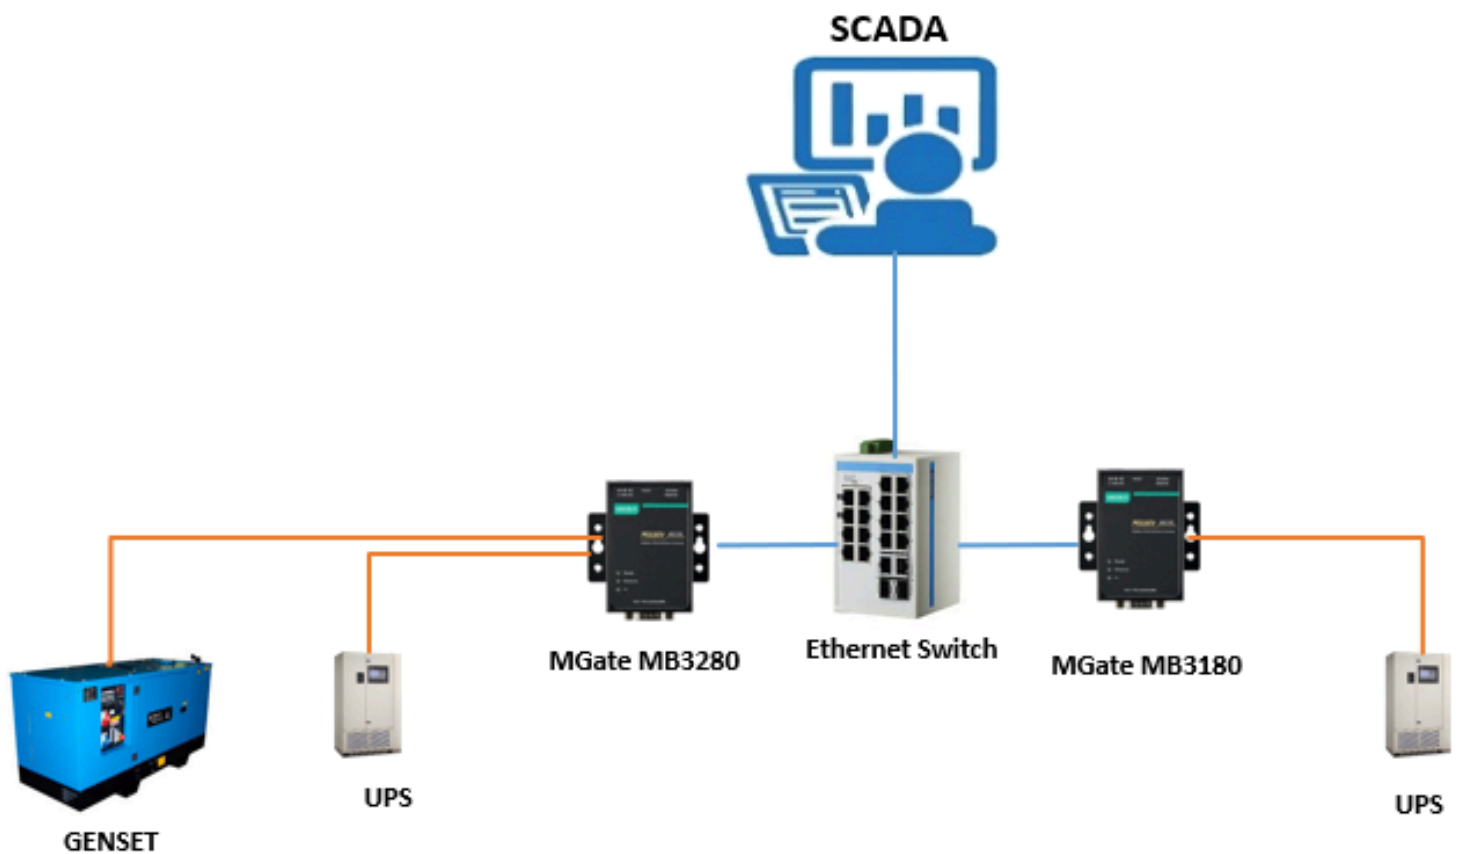 SCADA
MGate MB3280
Ethernet Switch
MGate MB3180
UPS
UPS
GENSET